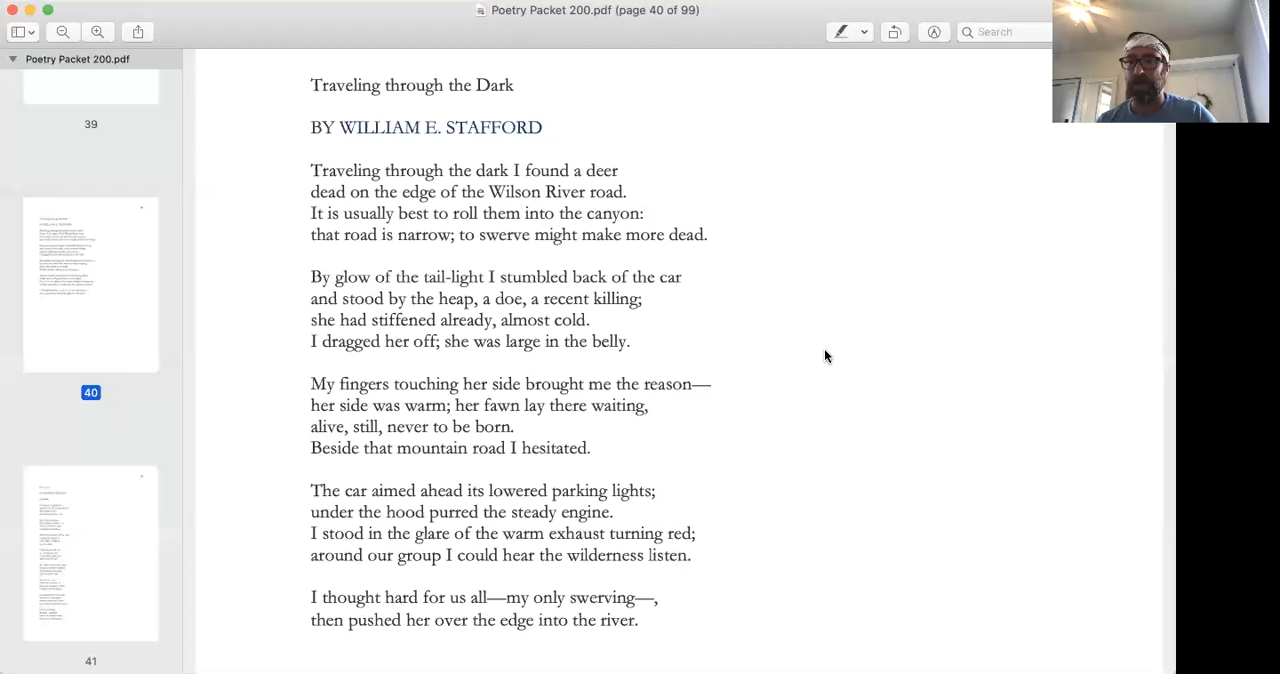 Poetry Packet 200.pdf (page 40 of 99)
Search
Poetry Packet 200.pdf
39
40
41
Traveling through the Dark
BY WILLIAM E. STAFFORD
Traveling through the dark I found a deer
dead on the edge of the Wilson River road.
It is usually best to roll them into the canyon:
that road is narrow; to swerve might make more dead.
By glow of the tail-light I stumbled back of the car
and stood by the heap, a doe, a recent killing;
she had stiffened already, almost cold.
I dragged her off; she was large in the belly.
My fingers touching her side brought me the reason—
her side was warm; her fawn lay there waiting,
alive, still, never to be born.
Beside that mountain road I hesitated.
The car aimed ahead its lowered parking lights;
under the hood purred the steady engine.
I stood in the glare of the warm exhaust turning red;
around our group I could hear the wilderness listen.
I thought hard for us all—my only swerving—,
then pushed her over the edge into the river.